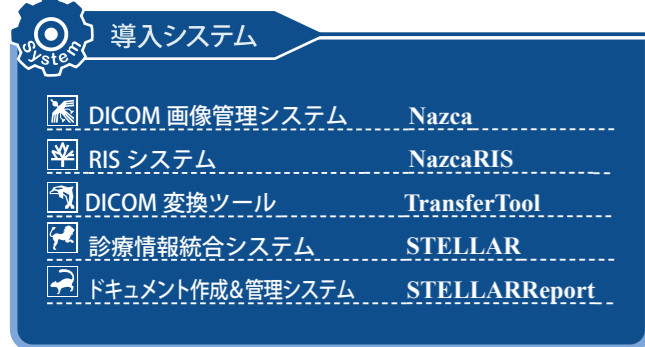 System
導入システム
DICOM 画像管理システム Nazca
RIS システム NazcaRIS
DICOM 変換ツール TransferTool
診療情報統合システム STELLAR
ドキュメント作成&管理システム STELLARReport